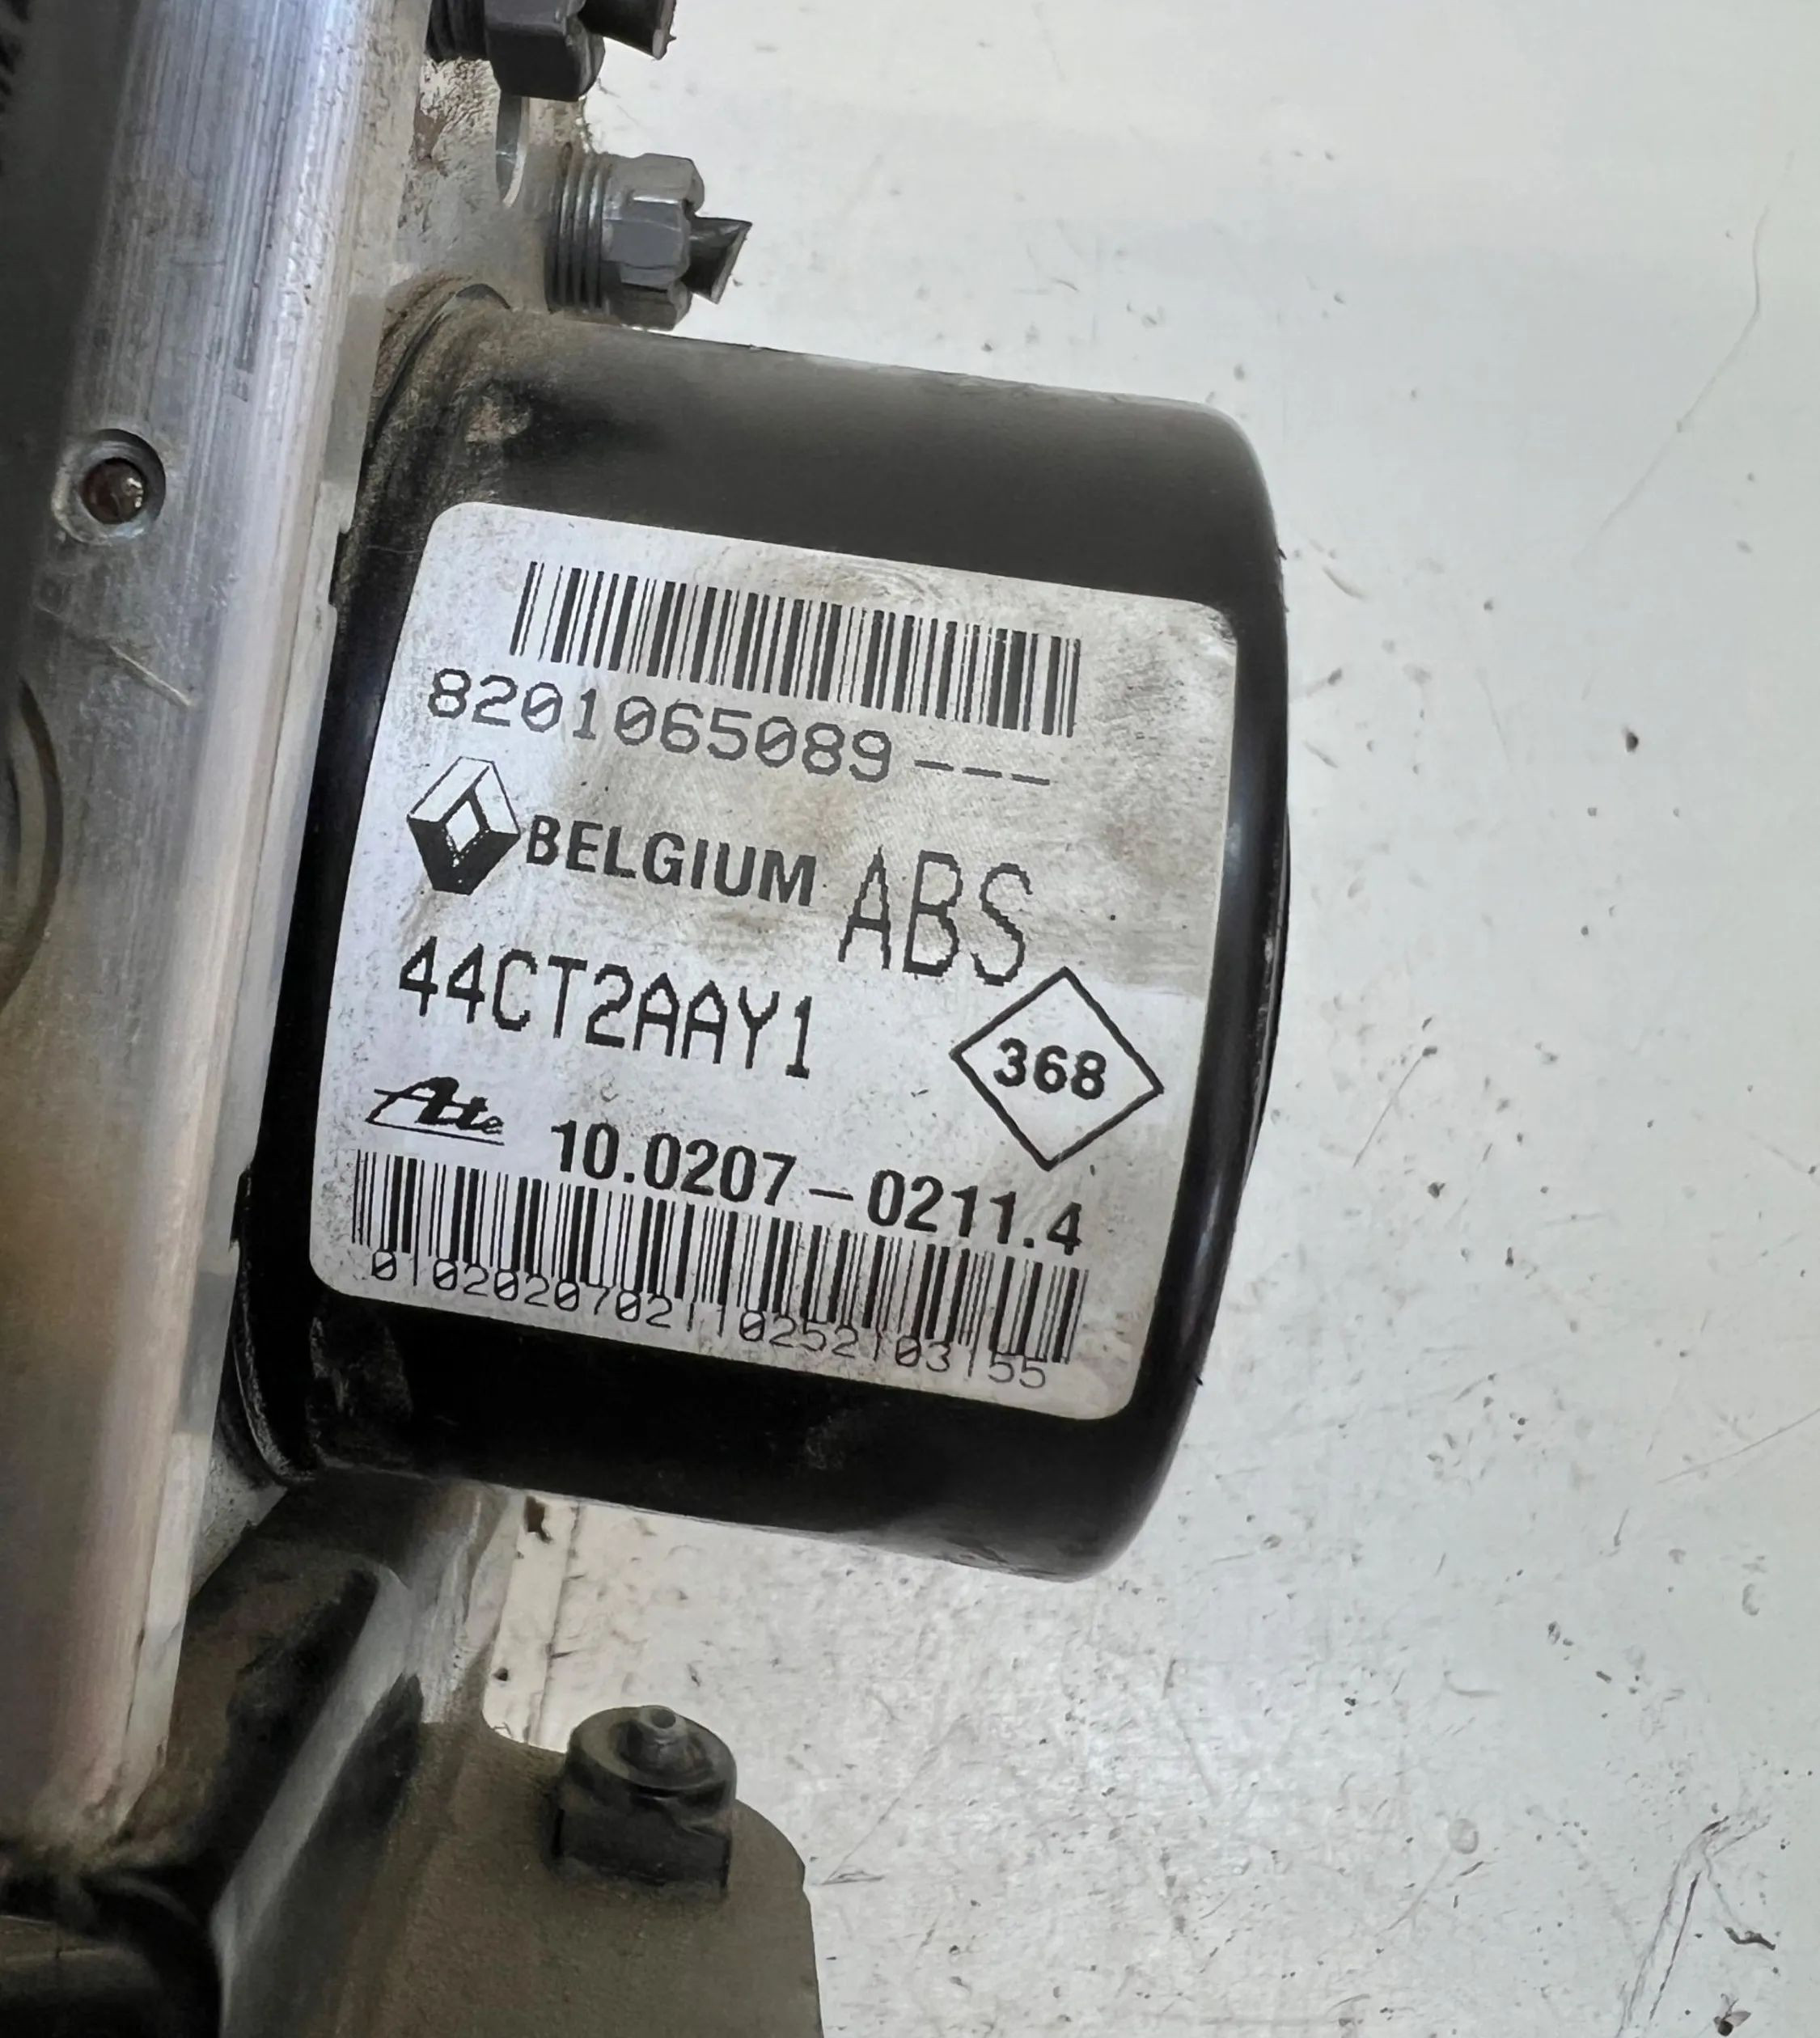 8201065089---
BELGIUM ABS
44CT2AAY1
368
Ate 10.0207-0211.4
0102020702110252103155